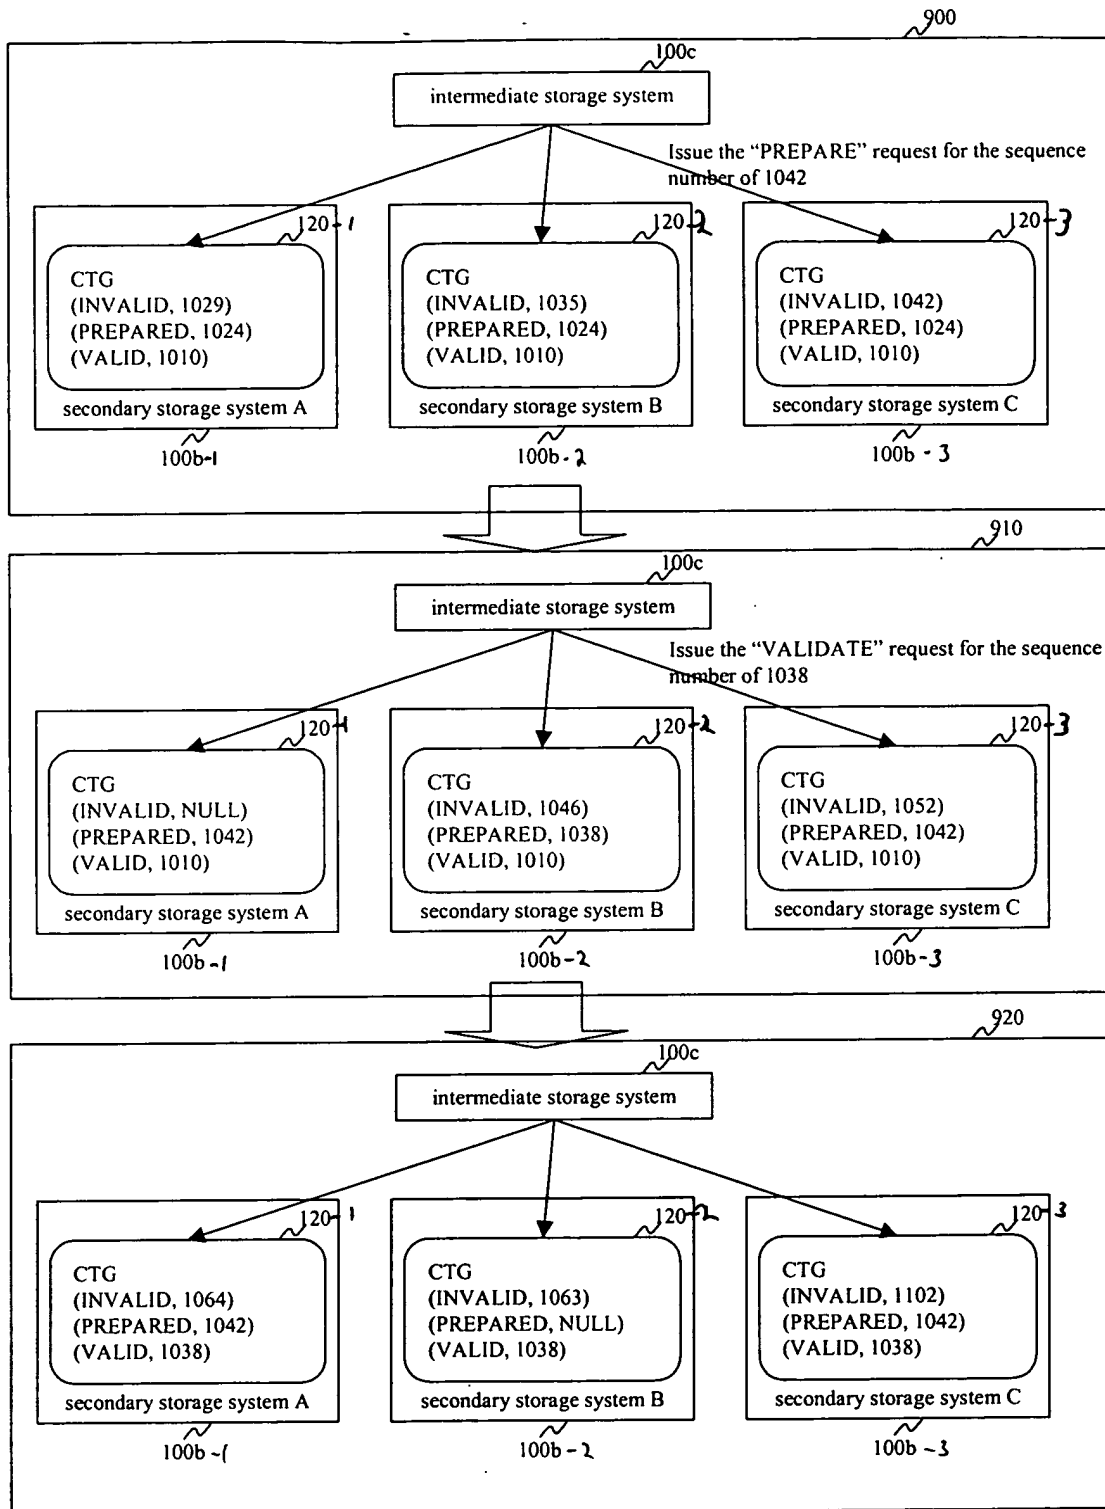 900
100c
intermediate storage system
Issue the “PREPARE” request for the sequence
number of 1042
120-1
120-2
120-3
CTG
(INVALID, 1029)
(PREPARED, 1024)
(VALID, 1010)
secondary storage system A
CTG
(INVALID, 1035)
(PREPARED, 1024)
(VALID, 1010)
secondary storage system B
CTG
(INVALID, 1042)
(PREPARED, 1024)
(VALID, 1010)
secondary storage system C
100b-1
100b-2
100b-3
910
100c
intermediate storage system
Issue the “VALIDATE” request for the sequence
number of 1038
120-1
120-2
120-3
CTG
(INVALID, NULL)
(PREPARED, 1042)
(VALID, 1010)
secondary storage system A
CTG
(INVALID, 1046)
(PREPARED, 1038)
(VALID, 1010)
secondary storage system B
CTG
(INVALID, 1052)
(PREPARED, 1042)
(VALID, 1010)
secondary storage system C
100b-1
100b-2
100b-3
920
100c
intermediate storage system
120-1
120-2
120-3
CTG
(INVALID, 1064)
(PREPARED, 1042)
(VALID, 1038)
secondary storage system A
CTG
(INVALID, 1063)
(PREPARED, NULL)
(VALID, 1038)
secondary storage system B
CTG
(INVALID, 1102)
(PREPARED, 1042)
(VALID, 1038)
secondary storage system C
100b-1
100b-2
100b-3